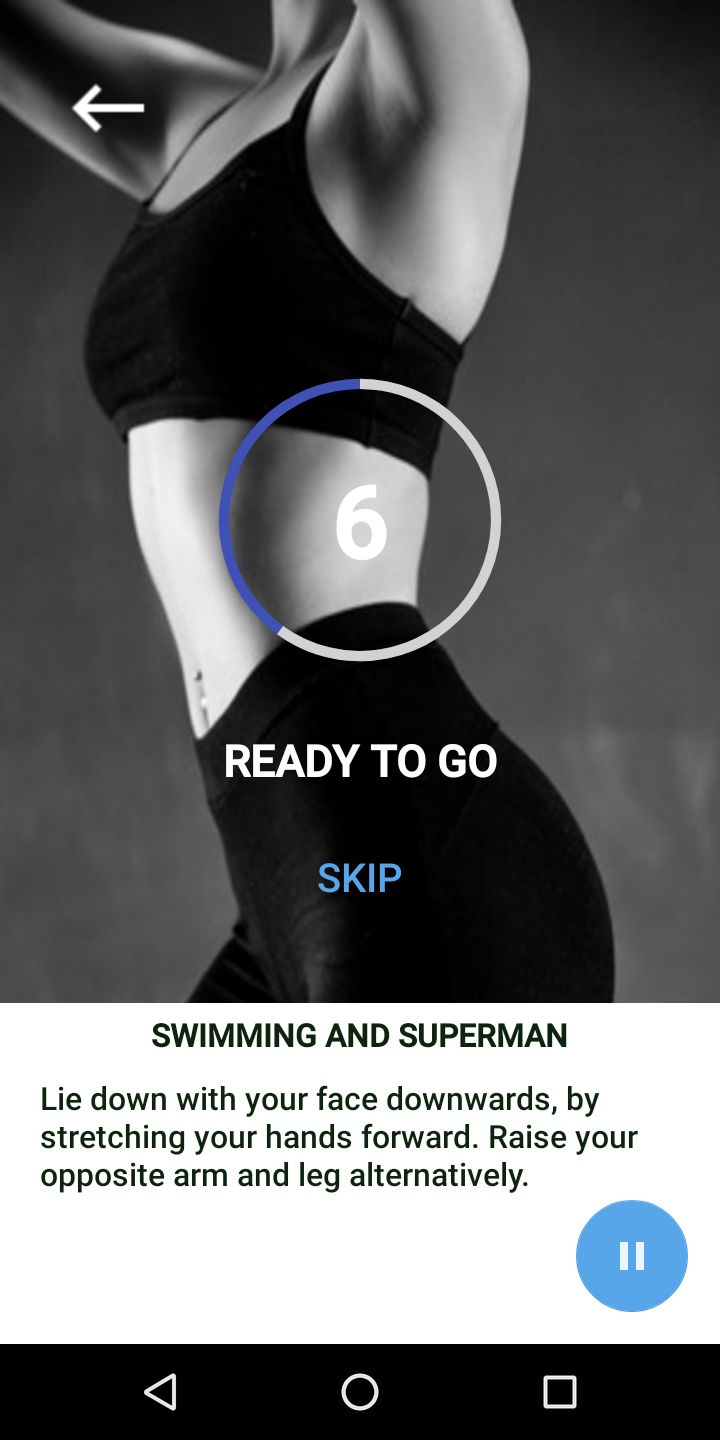 6
READY TO GO
SKIP
SWIMMING AND SUPERMAN
Lie down with your face downwards, by
stretching your hands forward. Raise your
opposite arm and leg alternatively.